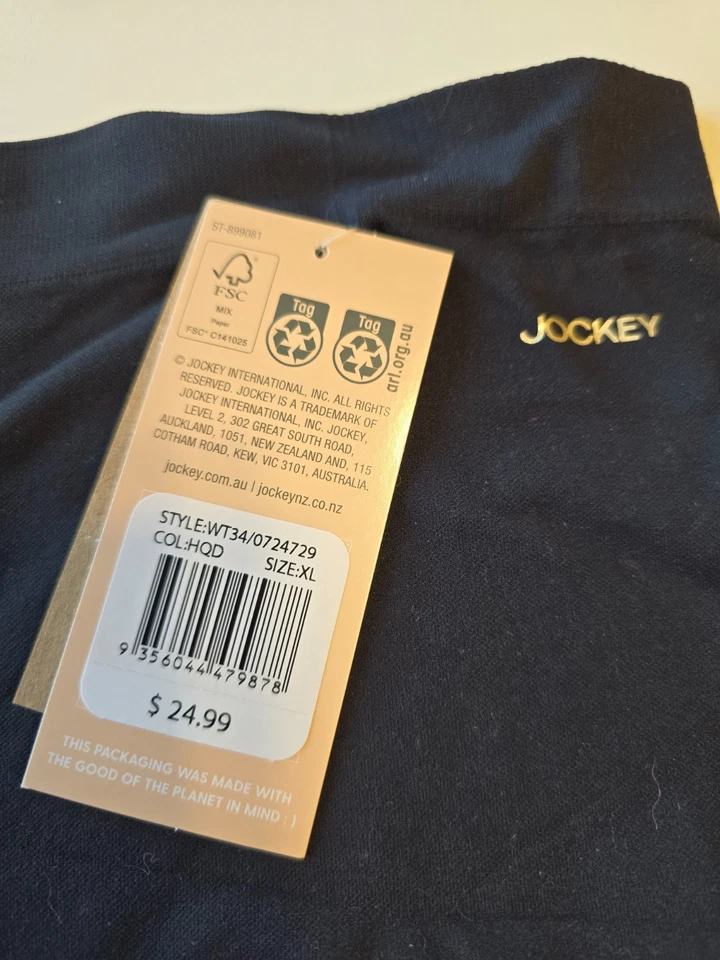 ST-899081
FSC
MIX
Paper
FSC® C141025
Tag
Tag
arl.org.au
© JOCKEY INTERNATIONAL, INC. ALL RIGHTS
RESERVED. JOCKEY IS A TRADEMARK OF
JOCKEY INTERNATIONAL, INC. JOCKEY,
LEVEL 2, 302 GREAT SOUTH ROAD,
AUCKLAND, 1051, NEW ZEALAND AND, 115
COTHAM ROAD, KEW, VIC 3101, AUSTRALIA.
jockey.com.au | jockeynz.co.nz
STYLE:WT34/0724729
COL:HQD SIZE:XL
9 356044 479878
$ 24.99
THIS PACKAGING WAS MADE WITH
THE GOOD OF THE PLANET IN MIND : )
JOCKEY